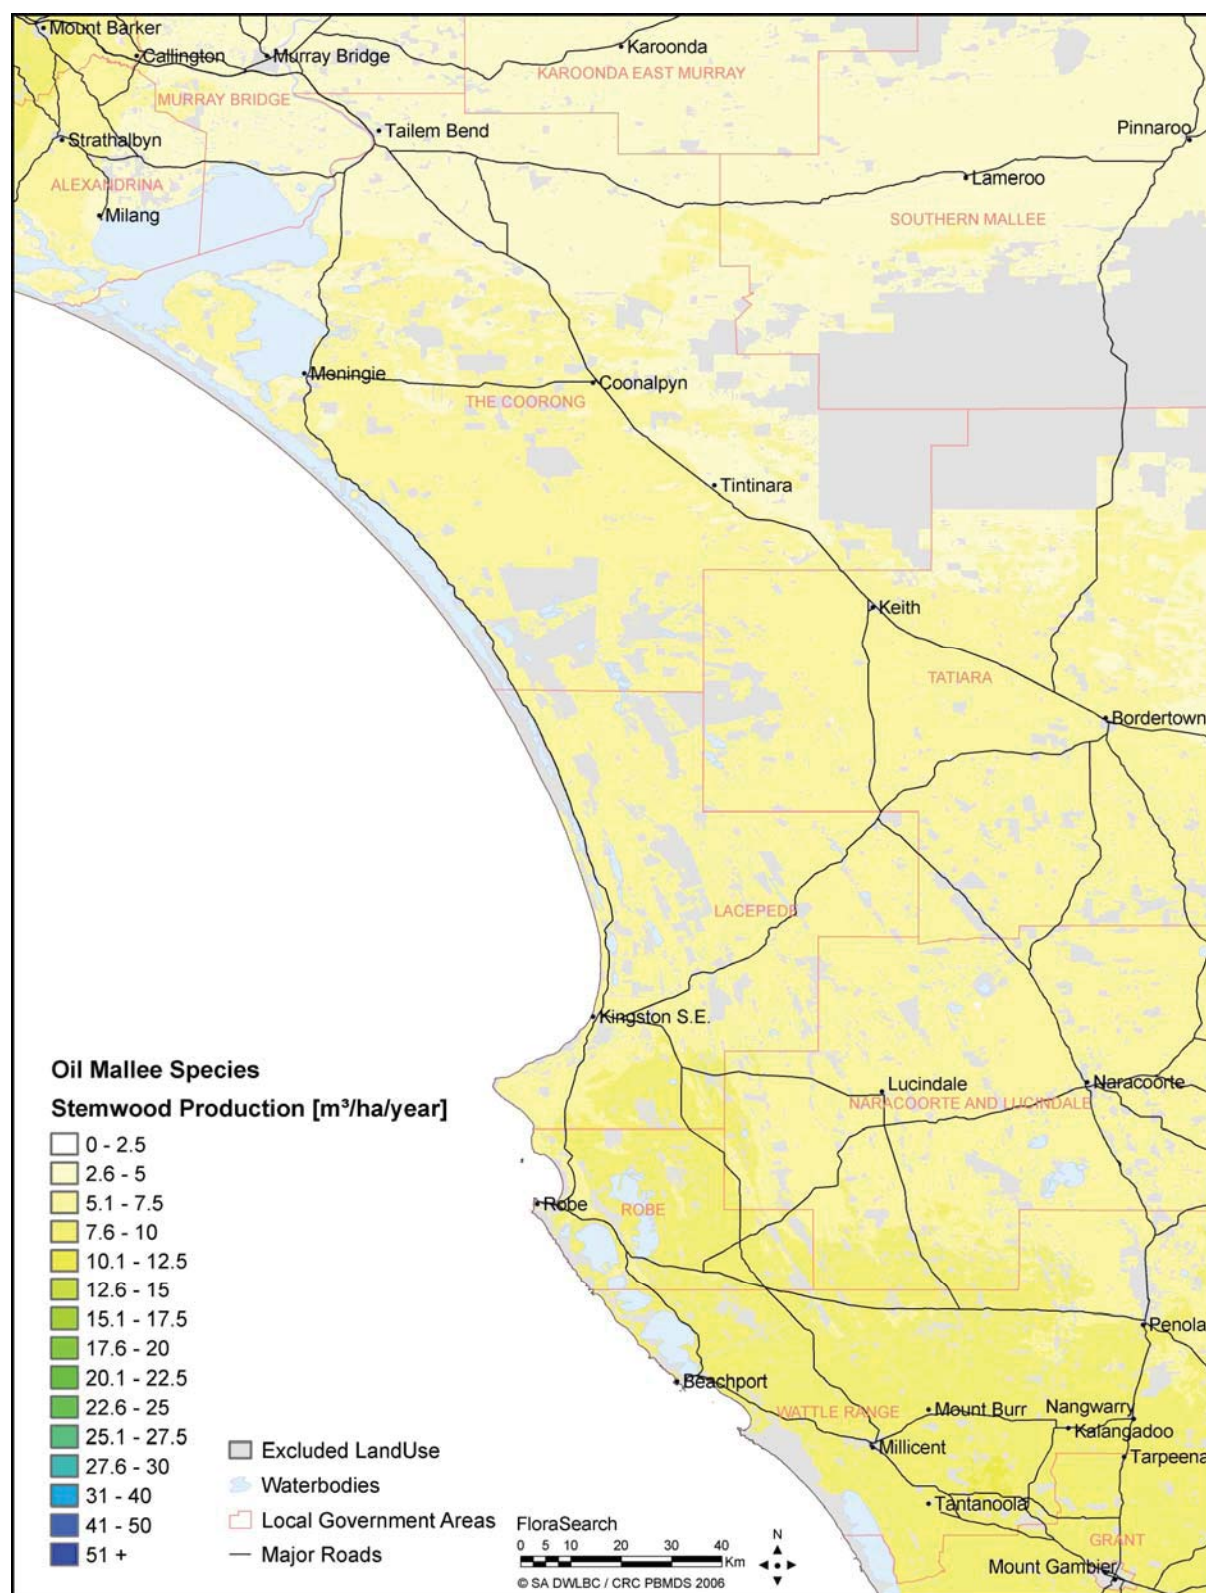 Mount Barker
Callington
Murray Bridge
Karoonda
KAROONDA EAST MURRAY
MURRAY BRIDGE
Tailem Bend
Pinnaroo
Strathalbyn
Lameroo
ALEXANDRINA
Milang
SOUTHERN MALLEE
Meningie
Coonalpyn
THE COORONG
Tintinara
Keith
TATIARA
Bordertown
LACEPEDE
Kingston S.E.
Lucindale
Naracoorte
NARACOORTE AND LUCINDALE
Robe
ROBE
Penola
Beachport
WATTLE RANGE
Mount Burr
Nangwarry
Kalangadoo
Millicent
Tarpeena
Tantanoola
GRANT
Mount Gambier
Oil Mallee Species
Stemwood Production [m³/ha/year]
0 - 2.5
2.6 - 5
5.1 - 7.5
7.6 - 10
10.1 - 12.5
12.6 - 15
15.1 - 17.5
17.6 - 20
20.1 - 22.5
22.6 - 25
25.1 - 27.5
27.6 - 30
31 - 40
41 - 50
51 +
Excluded LandUse
Waterbodies
Local Government Areas
Major Roads
FloraSearch
0 5 10 20 30 40
Km
N
© SA DWLBC / CRC PBMDS 2006